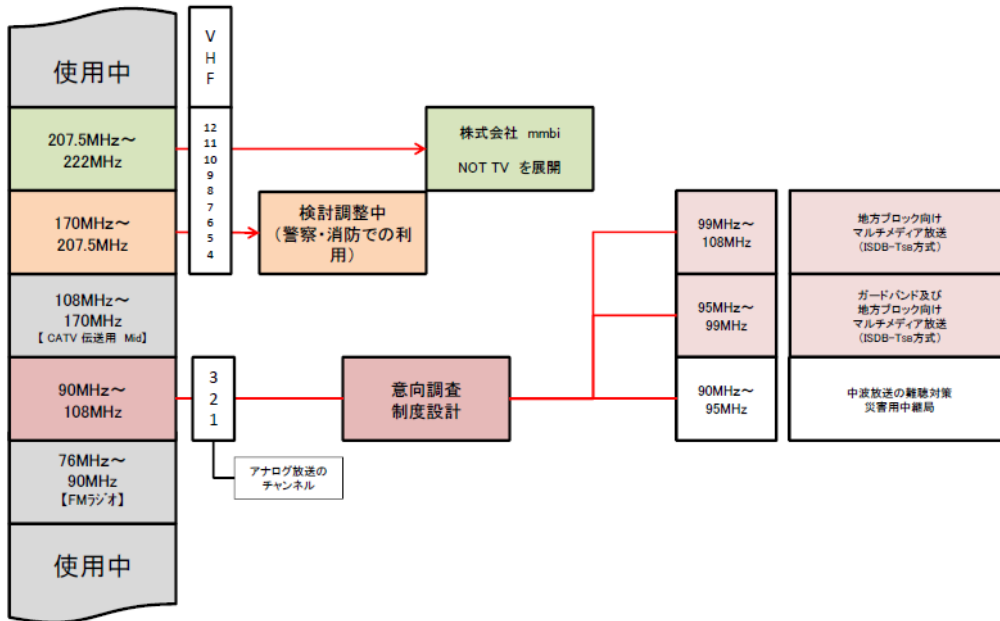 使用中
207.5MHz～
222MHz
170MHz～
207.5MHz
108MHz～
170MHz
【 CATV 伝送用 Mid】
90MHz～
108MHz
76MHz～
90MHz
【FMﾗｼﾞｵ】
使用中
V
H
F
12
11
10
9
8
7
6
5
4
3
2
1
アナログ放送の
チャンネル
株式会社 mmbi
NOT TV を展開
検討調整中
（警察・消防での利
用）
意向調査
制度設計
99MHz～
108MHz
地方ブロック向け
マルチメディア放送
（ISDB-TSB方式）
95MHz～
99MHz
ガードバンド及び
地方ブロック向け
マルチメディア放送
（ISDB-TSB方式）
90MHz～
95MHz
中波放送の難聴対策
災害用中継局